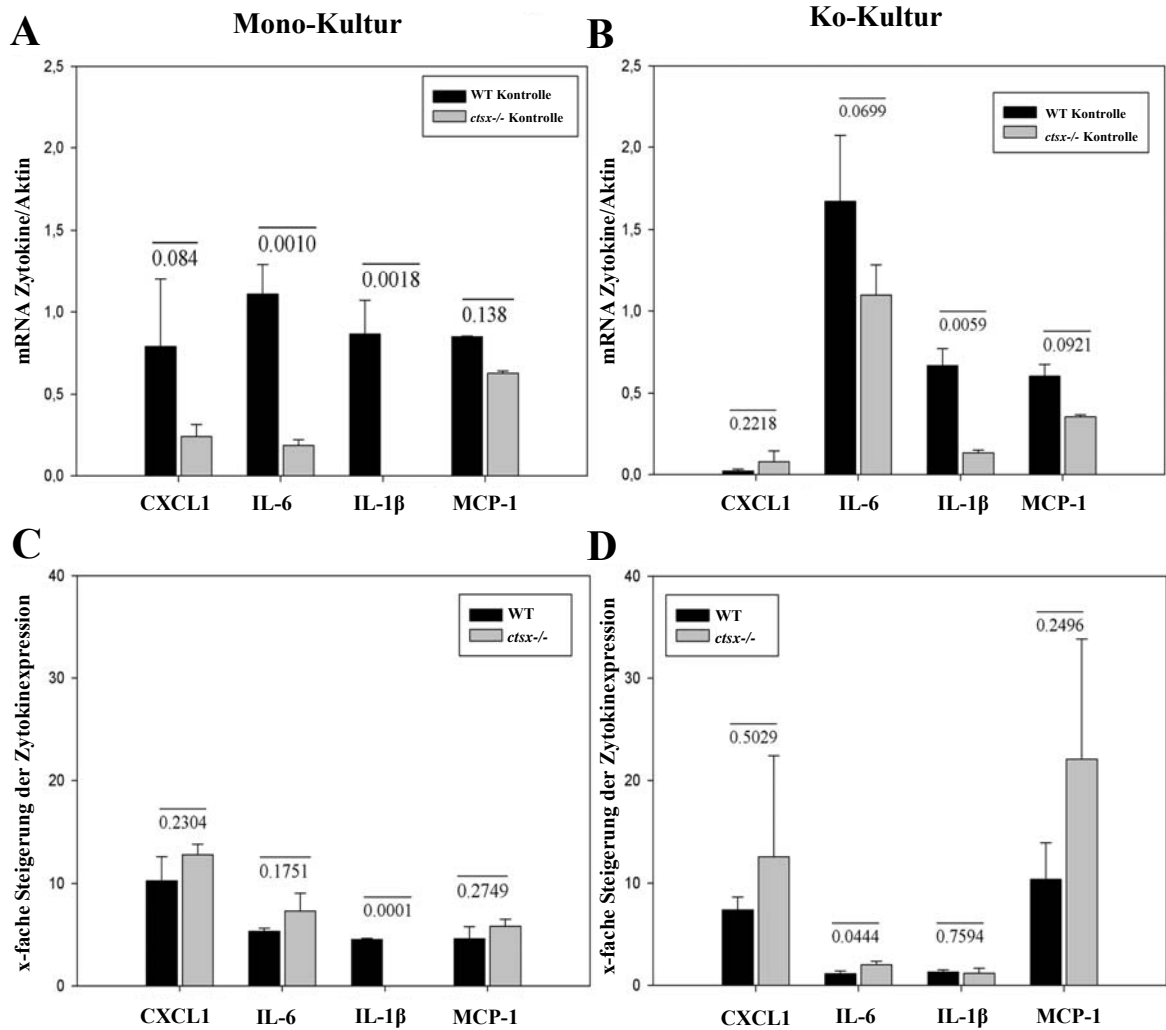 Mono-Kultur
Ko-Kultur
A
mRNA Zytokine/Aktin
2,5
2,0
1,5
1,0
0,5
0,0
WT Kontrolle
ctsx-/- Kontrolle
0.084
0.0010
0.0018
0.138
CXCL1 IL-6 IL-1β MCP-1
B
mRNA Zytokine/Aktin
2,5
2,0
1,5
1,0
0,5
0,0
WT Kontrolle
ctsx-/- Kontrolle
0.2218
0.0699
0.0059
0.0921
CXCL1 IL-6 IL-1β MCP-1
C
x-fache Steigerung der Zytokinexpression
40
30
20
10
0
WT
ctsx-/-
0.2304
0.1751
0.0001
0.2749
CXCL1 IL-6 IL-1β MCP-1
D
x-fache Steigerung der Zytokinexpression
40
30
20
10
0
WT
ctsx-/-
0.5029
0.0444
0.7594
0.2496
CXCL1 IL-6 IL-1β MCP-1